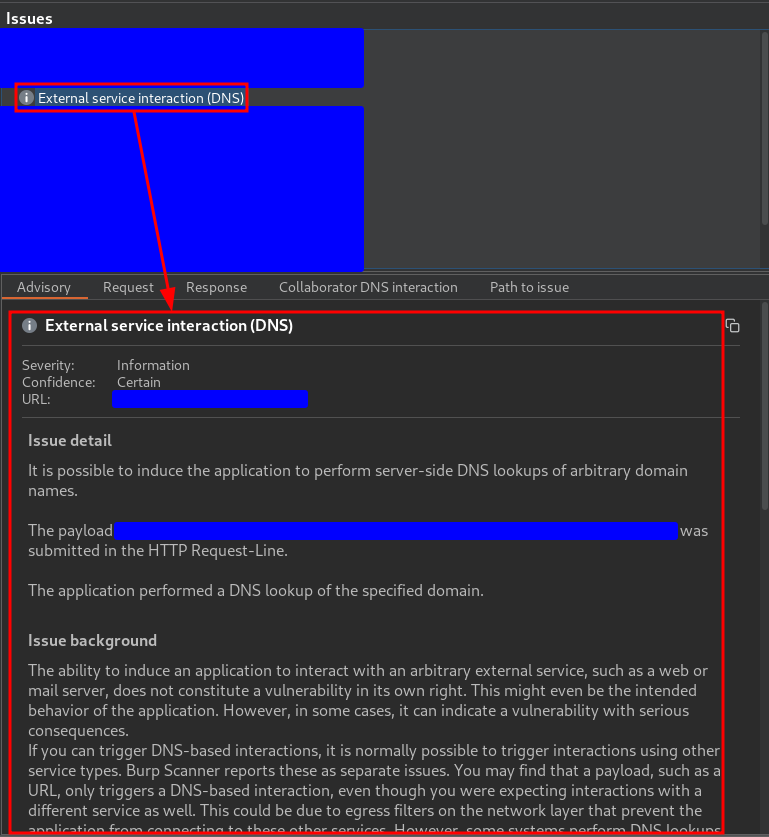 Issues
External service interaction (DNS)
Advisory Request Response Collaborator DNS interaction Path to issue
External service interaction (DNS)
Severity: Information
Confidence: Certain
URL:
Issue detail
It is possible to induce the application to perform server-side DNS lookups of arbitrary domain
names.
The payload was
submitted in the HTTP Request-Line.
The application performed a DNS lookup of the specified domain.
Issue background
The ability to induce an application to interact with an arbitrary external service, such as a web or
mail server, does not constitute a vulnerability in its own right. This might even be the intended
behavior of the application. However, in some cases, it can indicate a vulnerability with serious
consequences.
If you can trigger DNS-based interactions, it is normally possible to trigger interactions using other
service types. Burp Scanner reports these as separate issues. You may find that a payload, such as a
URL, only triggers a DNS-based interaction, even though you were expecting interactions with a
different service as well. This could be due to egress filters on the network layer that prevent the
application from connecting to these other services. However, some systems perform DNS lookups